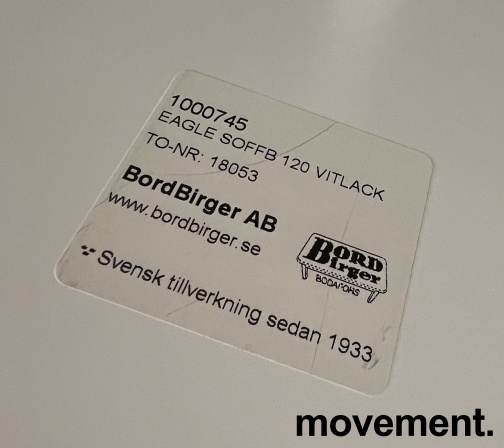 1000745
EAGLE SOFFB 120 VITLACK
TO-NR: 18053
BordBirger AB
www.bordbirger.se
BORD
Birger
BODAFORS
Svensk tillverkning sedan 1933
movement.